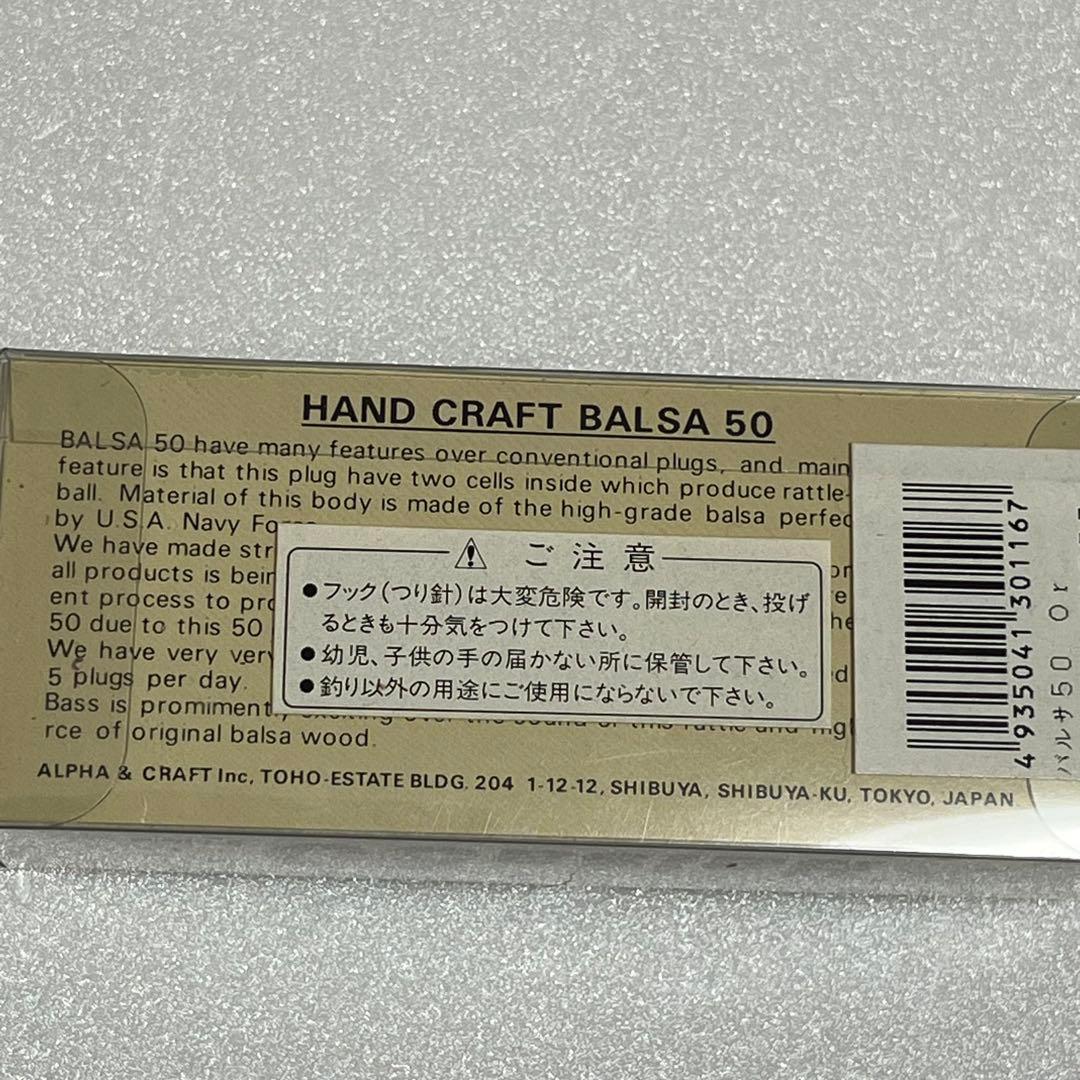 HAND CRAFT BALSA 50
BALSA 50 have many features over conventional plugs, and main
feature is that this plug have two cells inside which produce rattle-
ball. Material of this body is made of the high-grade balsa perfec
by U.S.A. Navy
We have made
all products is
ent process to
50 due to this 50
We have very
5 plugs per day.
Bass is promiment
rce of original balsa wood.
ALPHA & CRAFT Inc, TOHO-ESTATE BLDG. 204 1-12-12, SHIBUYA, SHIBUYA-KU, TOKYO, JAPAN
⚠ ご注意
●フック(つり針)は大変危険です。開封のとき、投げ
るときも十分気をつけて下さい。
●幼児、子供の手の届かない所に保管して下さい。
●釣り以外の用途にご使用にならないで下さい。
4935041301167
バルサ50 Or